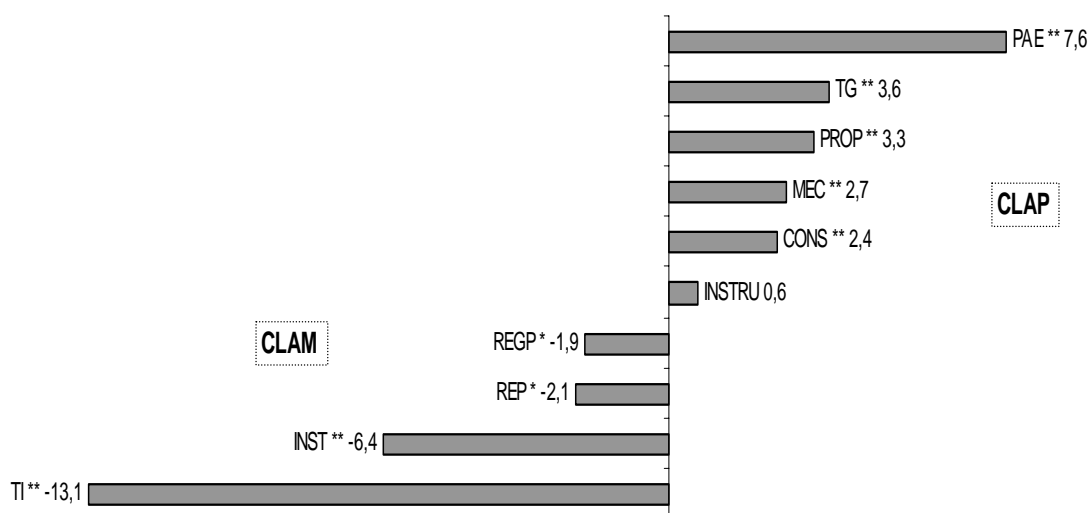 PAE ** 7,6
TG ** 3,6
PROP ** 3,3
MEC ** 2,7
CLAP
CONS ** 2,4
INSTRU 0,6
CLAM
REGP * -1,9
REP * -2,1
INST ** -6,4
TI ** -13,1